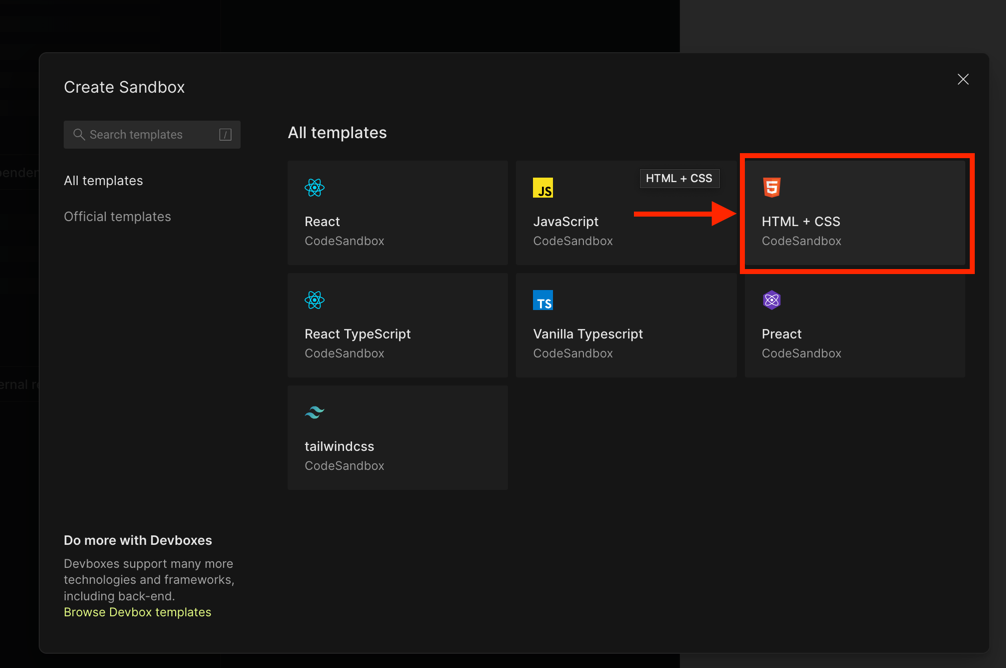 Create Sandbox
Search templates /
All templates
Official templates
All templates
React
CodeSandbox
JS
JavaScript
CodeSandbox
HTML + CSS
5
HTML + CSS
CodeSandbox
React TypeScript
CodeSandbox
TS
Vanilla Typescript
CodeSandbox
Preact
CodeSandbox
tailwindcss
CodeSandbox
Do more with Devboxes
Devboxes support many more
technologies and frameworks,
including back-end.
Browse Devbox templates